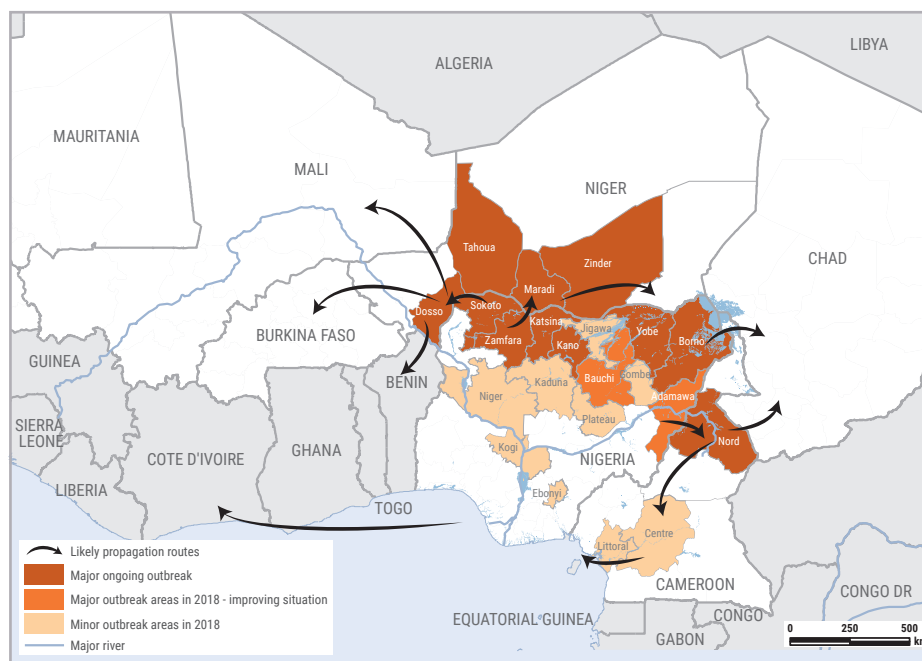 LIBYA
ALGERIA
MAURITANIA
MALI
NIGER
CHAD
Tahoua
Zinder
Maradi
Sokoto
Dosso
Katsina
Jigawa
Yobe
Borno
Zamfara
Kano
BURKINA FASO
GUINEA
BENIN
Kaduna
Bauchi
Gombe
Niger
Adamawa
Plateau
SIERRA
LEONE
COTE D'IVOIRE
GHANA
Kogi
NIGERIA
Nord
LIBERIA
TOGO
Ebonyi
Centre
Littoral
Likely propagation routes
Major ongoing outbreak
Major outbreak areas in 2018 - improving situation
Minor outbreak areas in 2018
Major river
CAMEROON
EQUATORIAL GUINEA
CONGO
CONGO DR
GABON
0 250 500
km